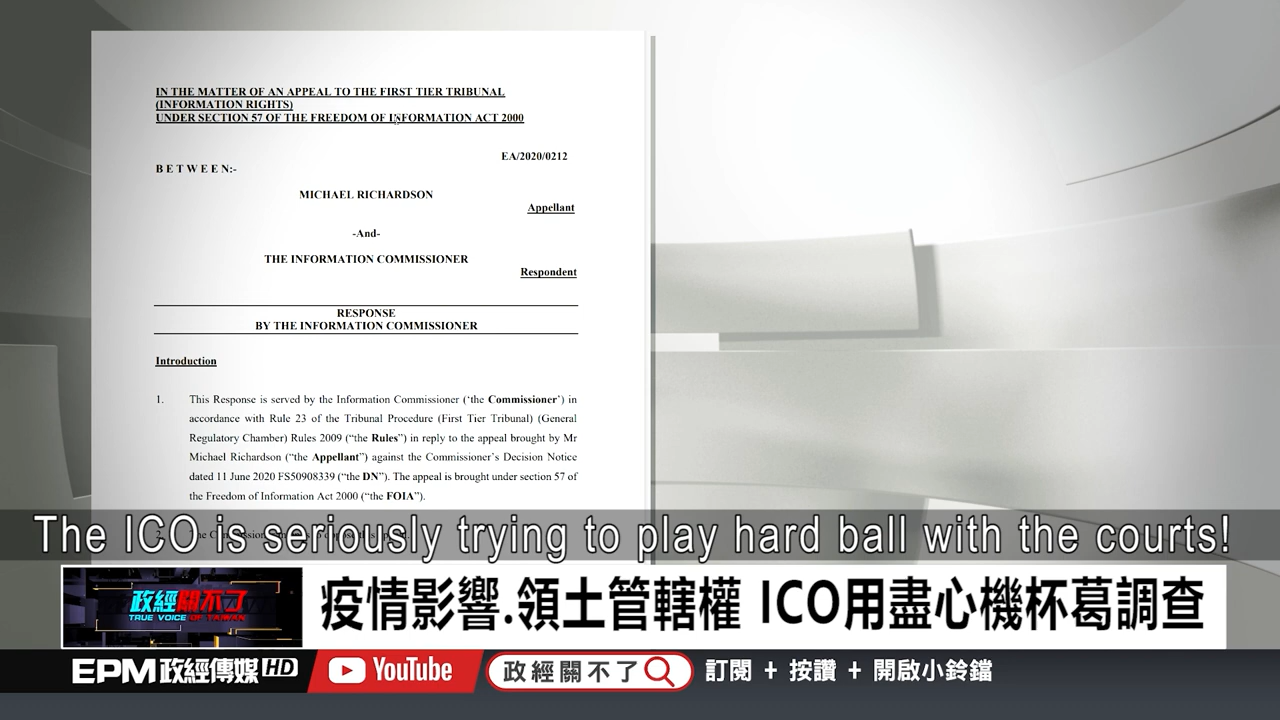 IN THE MATTER OF AN APPEAL TO THE FIRST TIER TRIBUNAL
(INFORMATION RIGHTS)
UNDER SECTION 57 OF THE FREEDOM OF INFORMATION ACT 2000
EA/2020/0212
B E T W E E N:-
MICHAEL RICHARDSON
Appellant
-And-
THE INFORMATION COMMISSIONER
Respondent
RESPONSE
BY THE INFORMATION COMMISSIONER
Introduction
1. This Response is served by the Information Commissioner (‘the Commissioner’) in
accordance with Rule 23 of the Tribunal Procedure (First Tier Tribunal) (General
Regulatory Chamber) Rules 2009 (“the Rules”) in reply to the appeal brought by Mr
Michael Richardson (“the Appellant”) against the Commissioner’s Decision Notice
dated 11 June 2020 FS50908339 (“the DN”). The appeal is brought under section 57 of
the Freedom of Information Act 2000 (“the FOIA”).
The ICO is seriously trying to play hard ball with the courts!
政經關不了
TRUE VOICE OF TAIWAN
疫情影響.領土管轄權 ICO用盡心機杯葛調查
EPM政經傳媒HD
YouTube
政經關不了
訂閱 + 按讚 + 開啟小鈴鐺